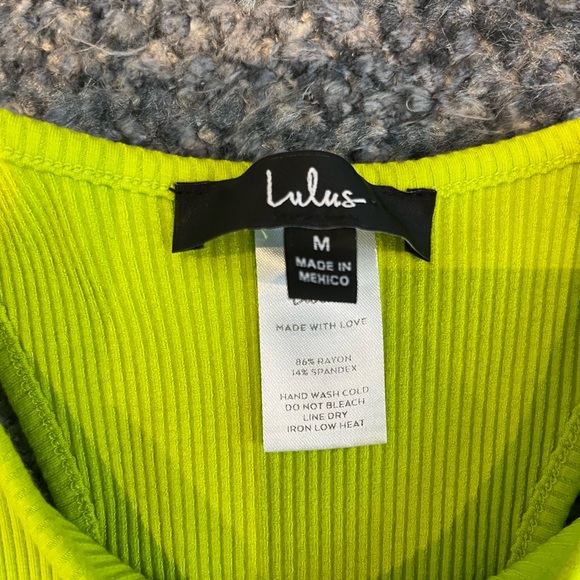 Lulus
M
MADE IN
MEXICO
MADE WITH LOVE
86% RAYON
14% SPANDEX
HAND WASH COLD
DO NOT BLEACH
LINE DRY
IRON LOW HEAT